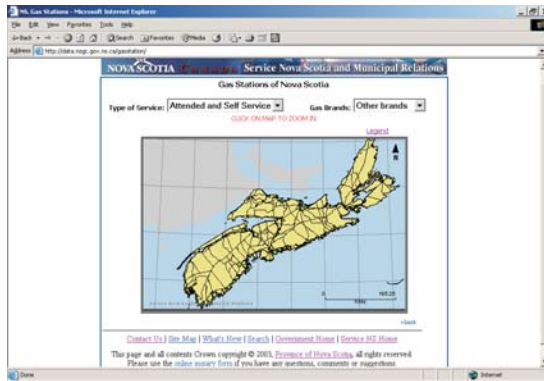 NS. Gas Stations - Microsoft Internet Explorer
File Edit View Favorites Tools Help
Back Search Favorites Media
Address http://data.nsgc.gov.ns.ca/gasstation/
NOVA SCOTIA Canada Service Nova Scotia and Municipal Relations
Gas Stations of Nova Scotia
Type of Service: Attended and Self Service Gas Brands: Other brands
CLICK ON MAP TO ZOOM IN
Legend
N
0
back
Contact Us | Site Map | What's New | Search | Government Home | Service NS Home
This page and all contents Crown copyright © 2003, Province of Nova Scotia, all rights reserved
Please use the online inquiry form if you have any questions, comments or suggestions
Done Internet